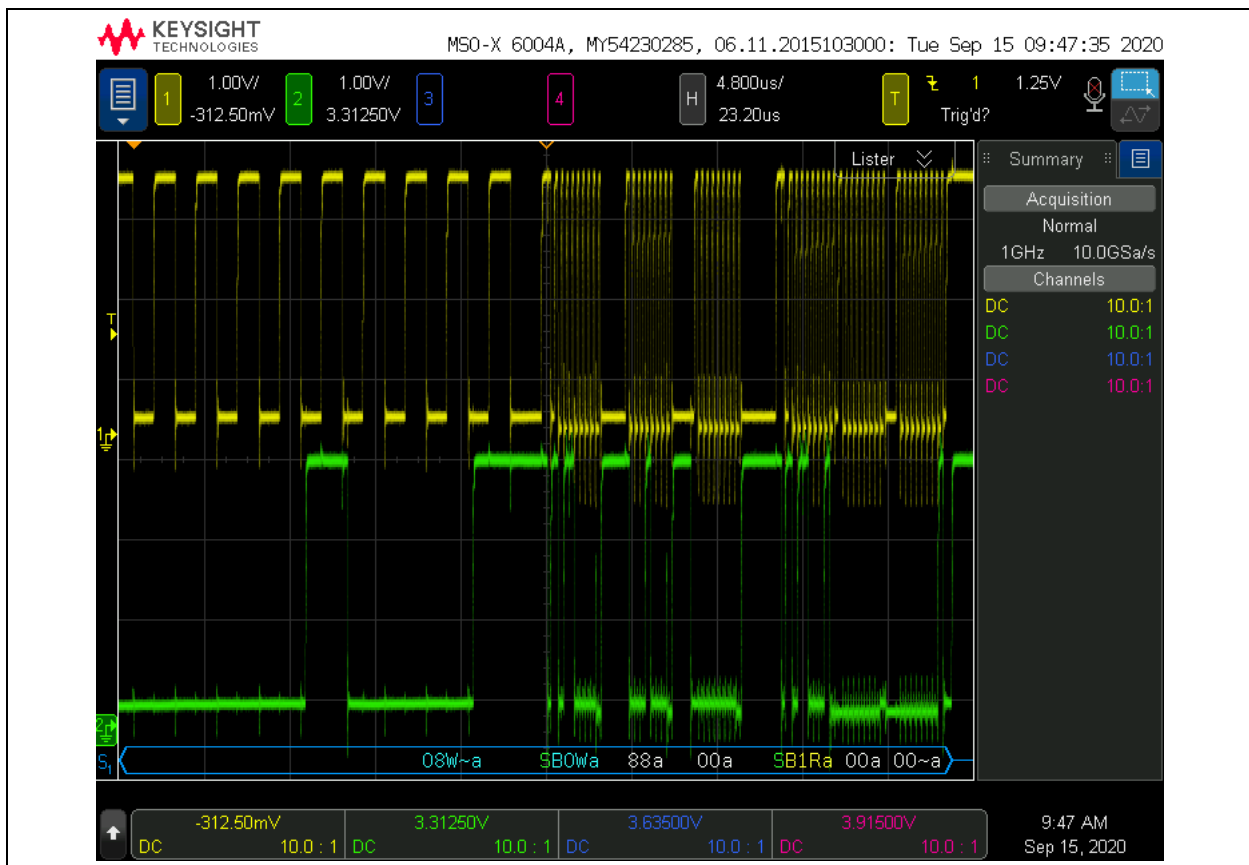 KEYSIGHT
TECHNOLOGIES
MSO-X 6004A, MY54230285, 06.11.2015103000: Tue Sep 15 09:47:35 2020
1 1.00V/ 2 1.00V/ 3 4 H 4.800us/ T 1 1.25V
-312.50mV 3.31250V 23.20us Trig'd?
Lister
Summary
Acquisition
Normal
1GHz 10.0GSa/s
Channels
DC 10.0:1
DC 10.0:1
DC 10.0:1
DC 10.0:1
T
1
2
S1 08W~a SB0Wa 88a 00a SB1Ra 00a 00~a
-312.50mV 3.31250V 3.63500V 3.91500V 9:47 AM
DC 10.0 : 1 DC 10.0 : 1 DC 10.0 : 1 DC 10.0 : 1 Sep 15, 2020